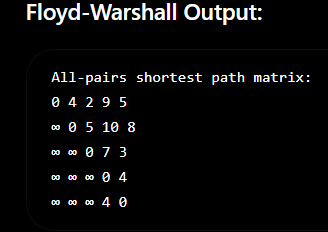 Floyd-Warshall Output:
All-pairs shortest path matrix:
0 4 2 9 5
∞ 0 5 10 8
∞ ∞ 0 7 3
∞ ∞ ∞ 0 4
∞ ∞ ∞ 4 0